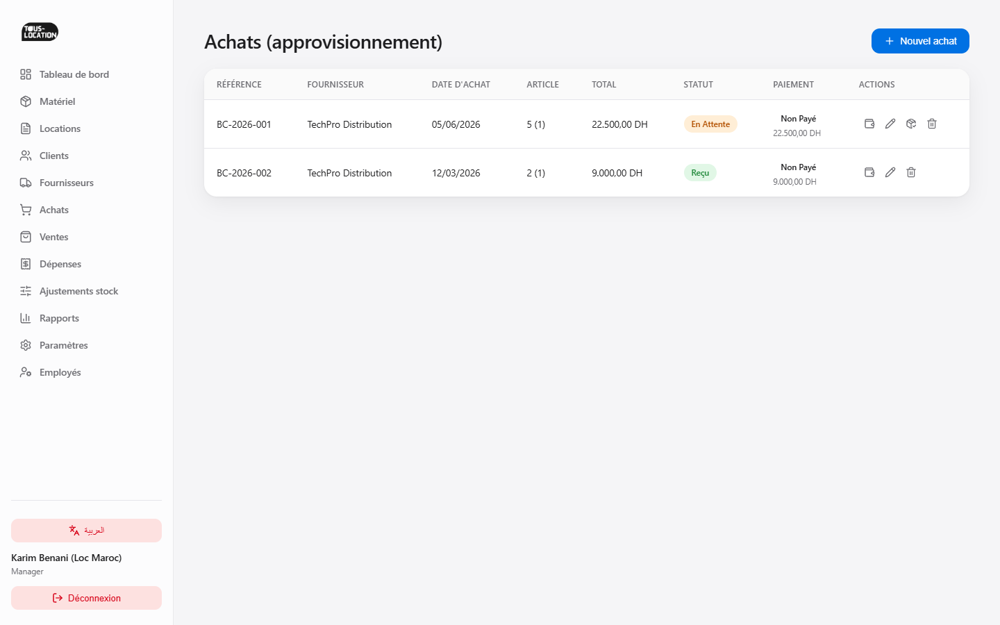 TOUS-
LOCATION
Tableau de bord
Matériel
Locations
Clients
Fournisseurs
Achats
Ventes
Dépenses
Ajustements stock
Rapports
Paramètres
Employés
العربية
Karim Benani (Loc Maroc)
Manager
Déconnexion
Achats (approvisionnement)
Nouvel achat
RÉFÉRENCE FOURNISSEUR DATE D'ACHAT ARTICLE TOTAL STATUT PAIEMENT ACTIONS
BC-2026-001 TechPro Distribution 05/06/2026 5 (1) 22.500,00 DH En Attente Non Payé
22.500,00 DH
BC-2026-002 TechPro Distribution 12/03/2026 2 (1) 9.000,00 DH Reçu Non Payé
9.000,00 DH